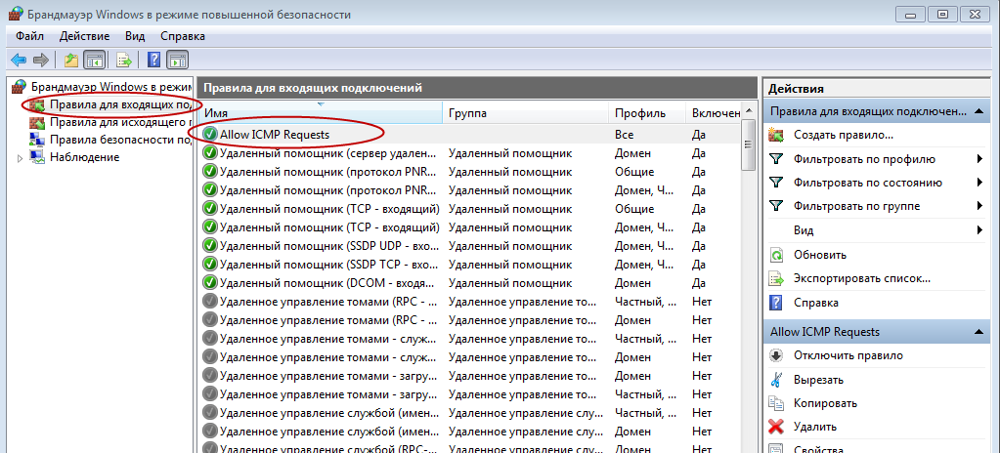 Брандмауэр Windows в режиме повышенной безопасности
Файл Действие Вид Справка
Брандмауэр Windows в режим
Правила для входящих под
Правила для исходящего п
Правила безопасности по
Наблюдение
Правила для входящих подключений
Имя Группа Профиль Включен
Allow ICMP Requests Все Да
Удаленный помощник (сервер удален... Удаленный помощник Домен Да
Удаленный помощник (протокол PNR... Удаленный помощник Общие Да
Удаленный помощник (протокол PNR... Удаленный помощник Домен, Ч... Да
Удаленный помощник (TCP - входящий) Удаленный помощник Общие Да
Удаленный помощник (TCP - входящий) Удаленный помощник Домен, Ч... Да
Удаленный помощник (SSDP UDP - вхо... Удаленный помощник Домен, Ч... Да
Удаленный помощник (SSDP TCP - вхо... Удаленный помощник Домен, Ч... Да
Удаленный помощник (DCOM - входя... Удаленный помощник Домен Да
Удаленное управление томами (RPC - ... Удаленное управление то... Частный, ... Нет
Удаленное управление томами (RPC - ... Удаленное управление то... Домен Нет
Удаленное управление томами - служ... Удаленное управление то... Частный, ... Нет
Удаленное управление томами - служ... Удаленное управление то... Домен Нет
Удаленное управление томами - загру... Удаленное управление то... Домен Нет
Удаленное управление томами - загру... Удаленное управление то... Частный, ... Нет
Удаленное управление службой (имен... Удаленное управление слу... Частный, ... Нет
Удаленное управление службой (имен... Удаленное управление слу... Домен Нет
Удаленное управление службой (RPC-... Удаленное управление слу... Домен Нет
Действия
Правила для входящих подключен...
Создать правило...
Фильтровать по профилю
Фильтровать по состоянию
Фильтровать по группе
Вид
Обновить
Экспортировать список...
Справка
Allow ICMP Requests
Отключить правило
Вырезать
Копировать
Удалить
Свойства